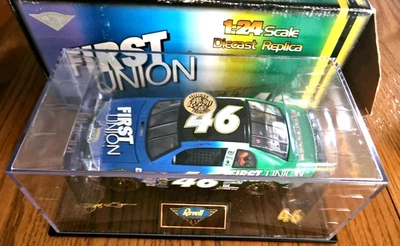 FIRST
UNION
1:24 Scale
Diecast Replica
FIRST
UNION
46
46
FIRST UNION
Revell
46